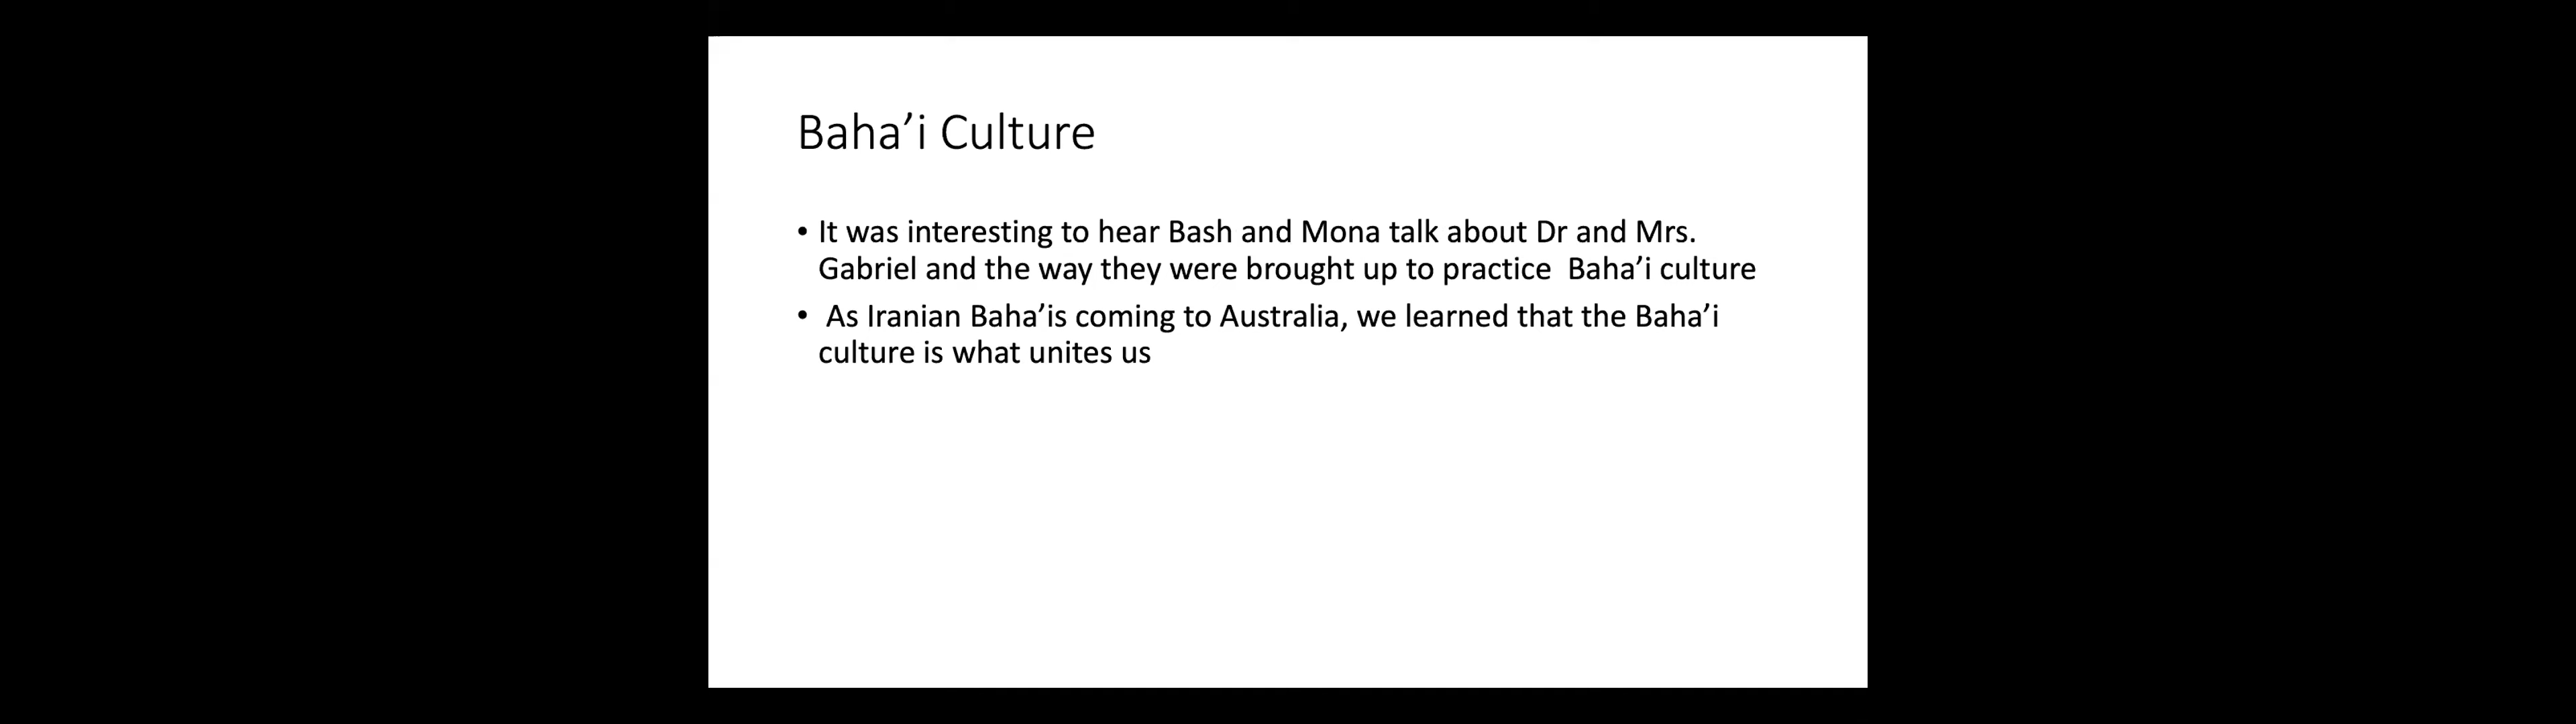 Baha’i Culture
• It was interesting to hear Bash and Mona talk about Dr and Mrs.
Gabriel and the way they were brought up to practice  Baha’i culture
•  As Iranian Baha’is coming to Australia, we learned that the Baha’i
culture is what unites us